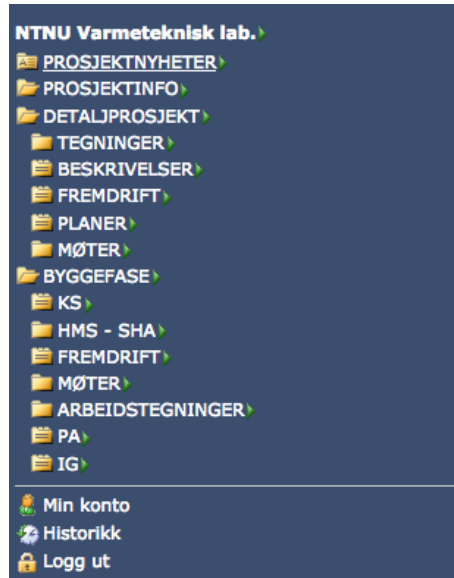 NTNU Varmeteknisk lab.
PROSJEKTNYHETER
PROSJEKTINFO
DETALJPROSJEKT
TEGNINGER
BESKRIVELSER
FREMDRIFT
PLANER
MØTER
BYGGEFASE
KS
HMS - SHA
FREMDRIFT
MØTER
ARBEIDSTEGNINGER
PA
IG
Min konto
Historikk
Logg ut